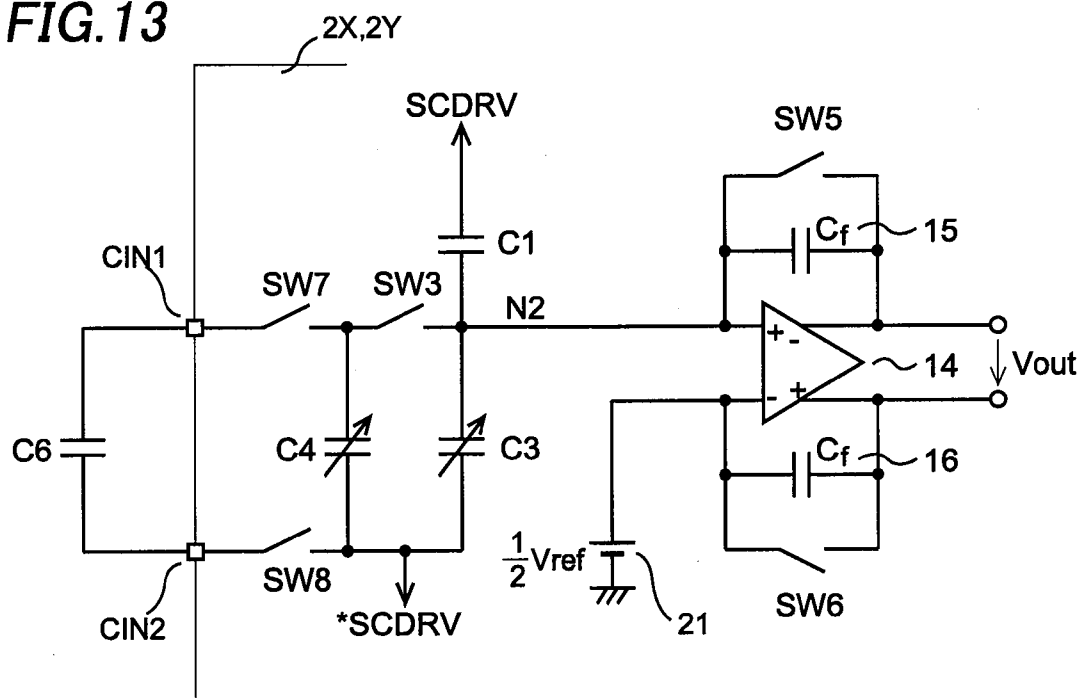 FIG.13
2X,2Y
SCDRV
SW5
C1
Cf
15
CIN1
SW7
SW3
N2
+
-
14
Vout
-
+
C6
C4
C3
Cf
16
1/2 Vref
SW8
*SCDRV
21
SW6
CIN2